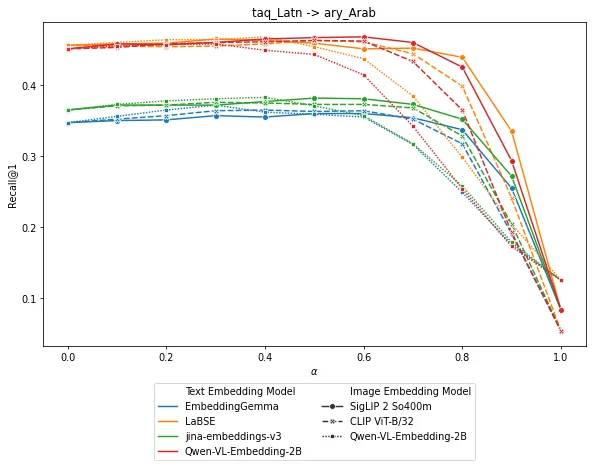 taq_Latn -> ary_Arab
Recall@1
0.4
0.3
0.2
0.1
0.0 0.2 0.4 0.6 0.8 1.0
α
Text Embedding Model
EmbeddingGemma
LaBSE
jina-embeddings-v3
Qwen-VL-Embedding-2B
Image Embedding Model
SigLIP 2 So400m
CLIP ViT-B/32
Qwen-VL-Embedding-2B